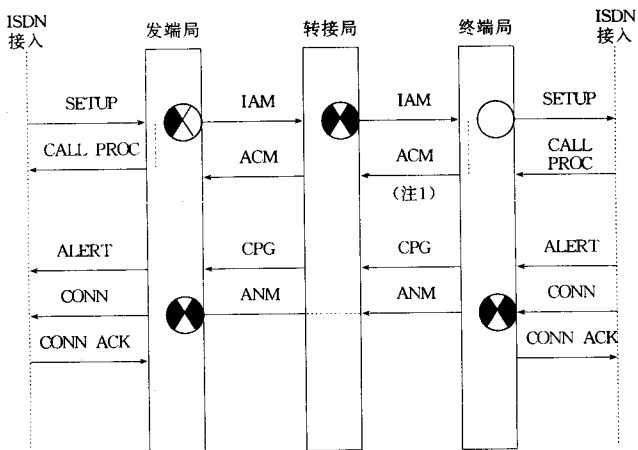 ISDN
接入
发端局
转接局
终端局
ISDN
接入
SETUP
IAM
IAM
SETUP
CALL PROC
ACM
ACM
CALL
PROC
(注1)
ALERT
CPG
CPG
ALERT
CONN
ANM
ANM
CONN
CONN ACK
CONN ACK